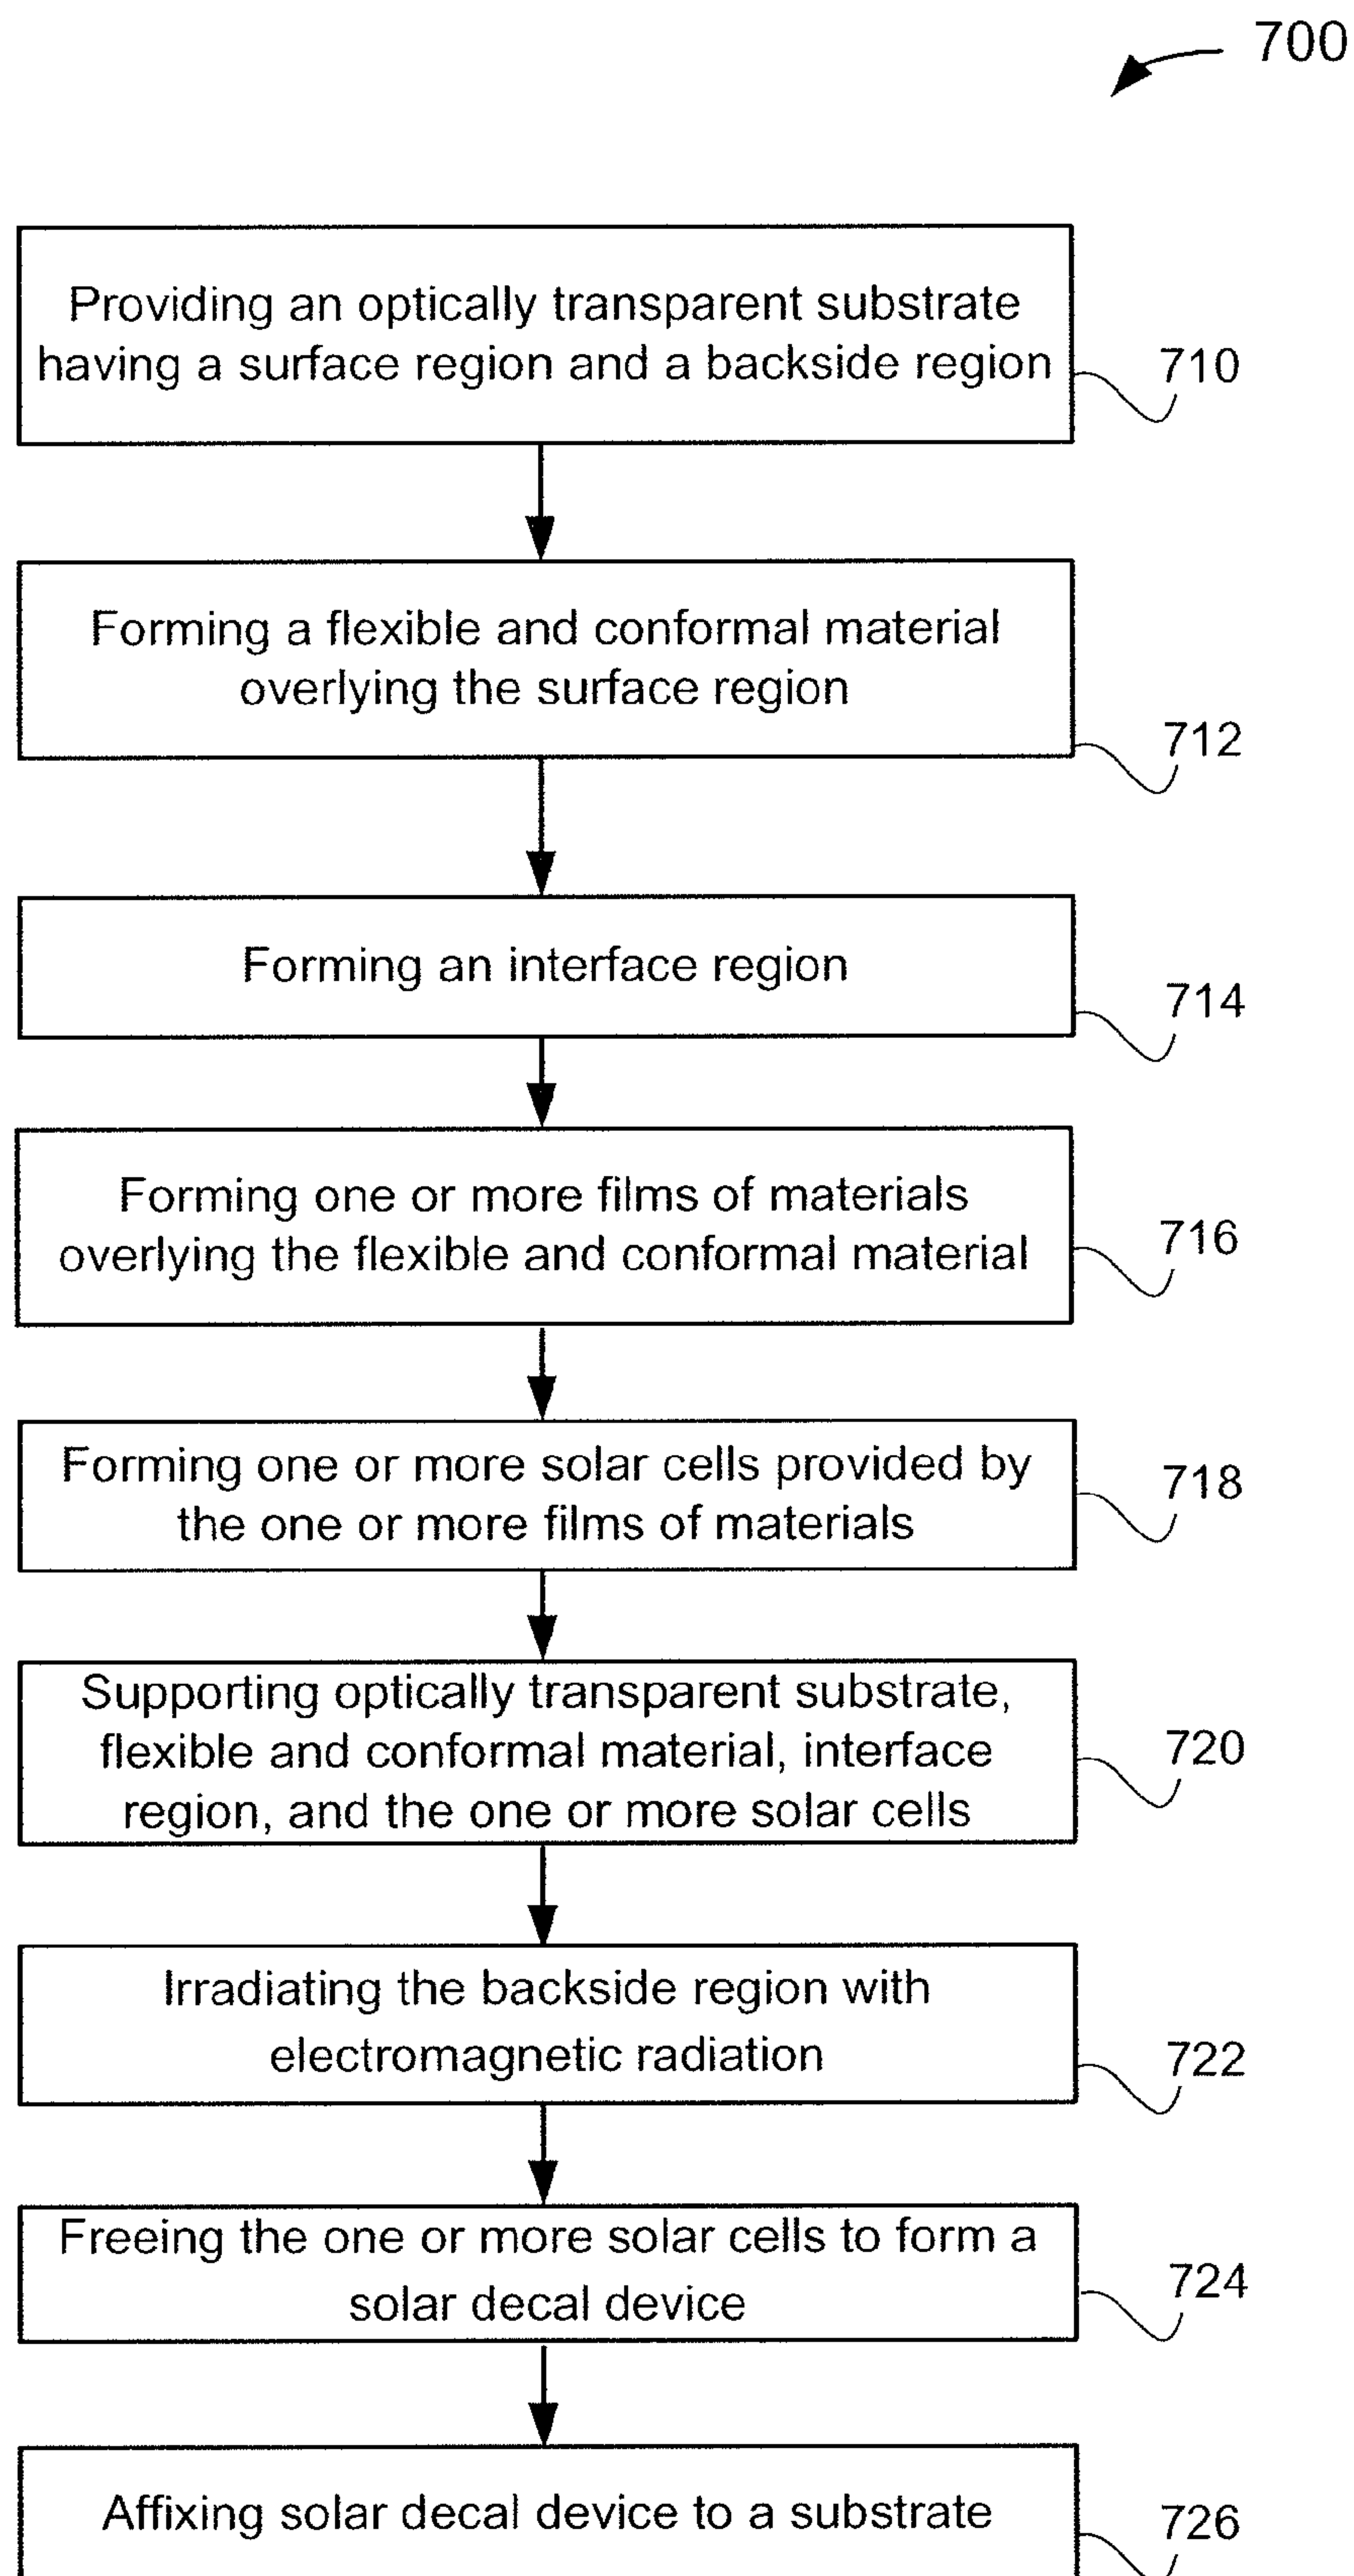 700
Providing an optically transparent substrate
having a surface region and a backside region
710
Forming a flexible and conformal material
overlying the surface region
712
Forming an interface region
714
Forming one or more films of materials
overlying the flexible and conformal material
716
Forming one or more solar cells provided by
the one or more films of materials
718
Supporting optically transparent substrate,
flexible and conformal material, interface
region, and the one or more solar cells
720
Irradiating the backside region with
electromagnetic radiation
722
Freeing the one or more solar cells to form a
solar decal device
724
Affixing solar decal device to a substrate
726